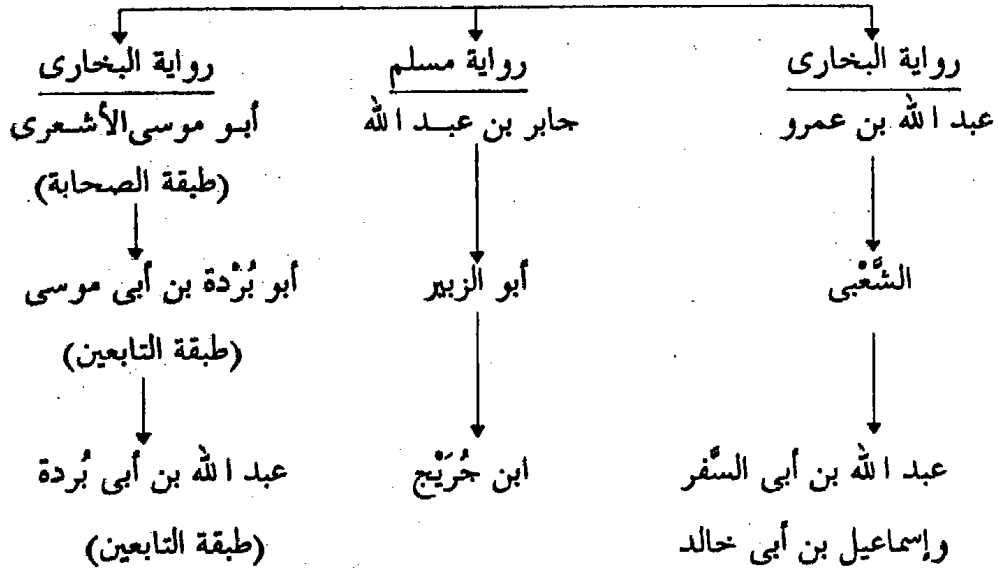 رواية البخارى
رواية مسلم
رواية البخارى
عبد الله بن عمرو
جابر بن عبد الله
أبو موسى الأشعرى
(طبقة الصحابة)
الشَّعْبى
أبو الزبير
أبو بُرْدة بن أبى موسى
(طبقة التابعين)
عبد الله بن أبى السَّفر
ابن جُرَيْج
عبد الله بن أبى بُردة
وإسماعيل بن أبى خالد
(طبقة التابعين)